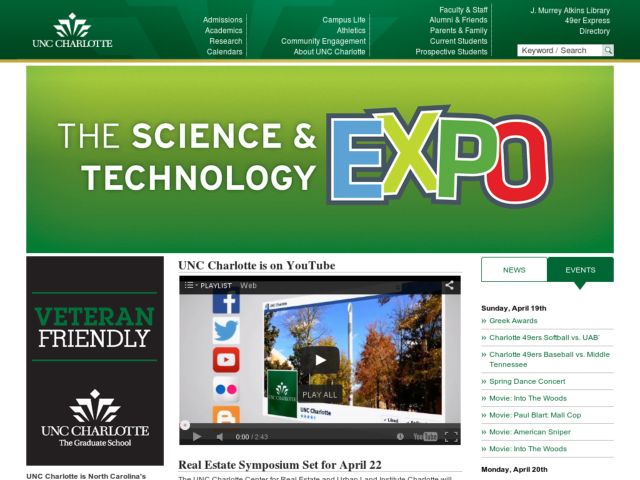 UNC CHARLOTTE
Admissions
Academics
Research
Calendars
Campus Life
Athletics
Community Engagement
About UNC Charlotte
Faculty & Staff
Alumni & Friends
Parents & Family
Current Students
Prospective Students
J. Murrey Atkins Library
49er Express
Directory
Keyword / Search
THE SCIENCE &
TECHNOLOGY
EXPO
VETERAN
FRIENDLY
UNC CHARLOTTE
The Graduate School
UNC Charlotte is North Carolina's
UNC Charlotte is on YouTube
PLAYLIST Web
PLAY ALL
UNC Charlotte
0:00 / 2:43
YouTube
Real Estate Symposium Set for April 22
The UNC Charlotte Center for Real Estate and Urban Land Institute Charlotte will
NEWS
EVENTS
Sunday, April 19th
Greek Awards
Charlotte 49ers Softball vs. UAB*
Charlotte 49ers Baseball vs. Middle
Tennessee
Spring Dance Concert
Movie: Into The Woods
Movie: Paul Blart: Mall Cop
Movie: American Sniper
Movie: Into The Woods
Monday, April 20th